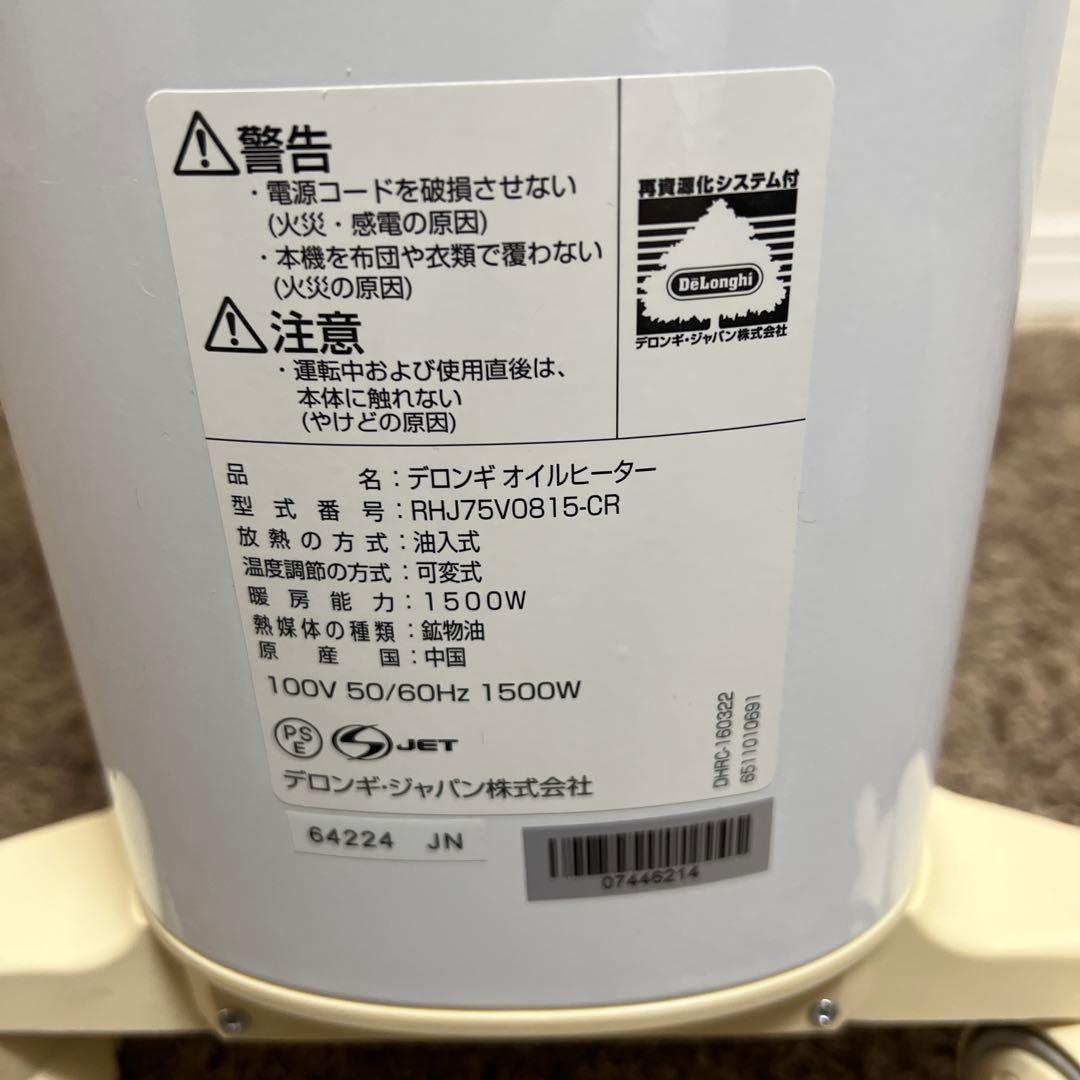 警告
・電源コードを破損させない
(火災・感電の原因)
・本機を布団や衣類で覆わない
(火災の原因)
注意
・運転中および使用直後は、
本体に触れない
(やけどの原因)
再資源化システム付
DeLonghi
デロンギ・ジャパン株式会社
品名：デロンギ オイルヒーター
型式番号：RHJ75V0815-CR
放熱の方式：油入式
温度調節の方式：可変式
暖房能力：1500W
熱媒体の種類：鉱物油
原産国：中国
100V 50/60Hz 1500W
PS
E
JET
デロンギ・ジャパン株式会社
DHRC-160322
6511010691
64224 JN
07446214